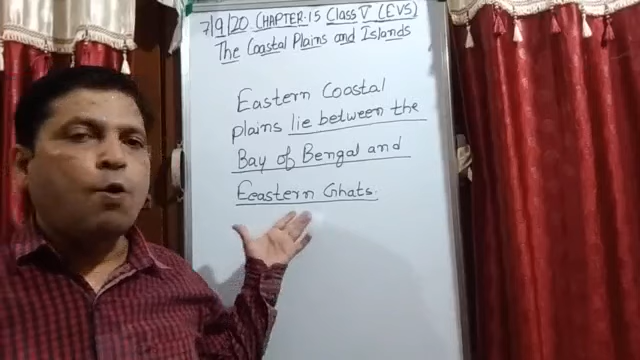 7/9/20 CHAPTER-15 Class V (EVS)
The Coastal Plains and Islands
Eastern Coastal
plains lie between the
Bay of Bengal and
Eeastern Ghats.